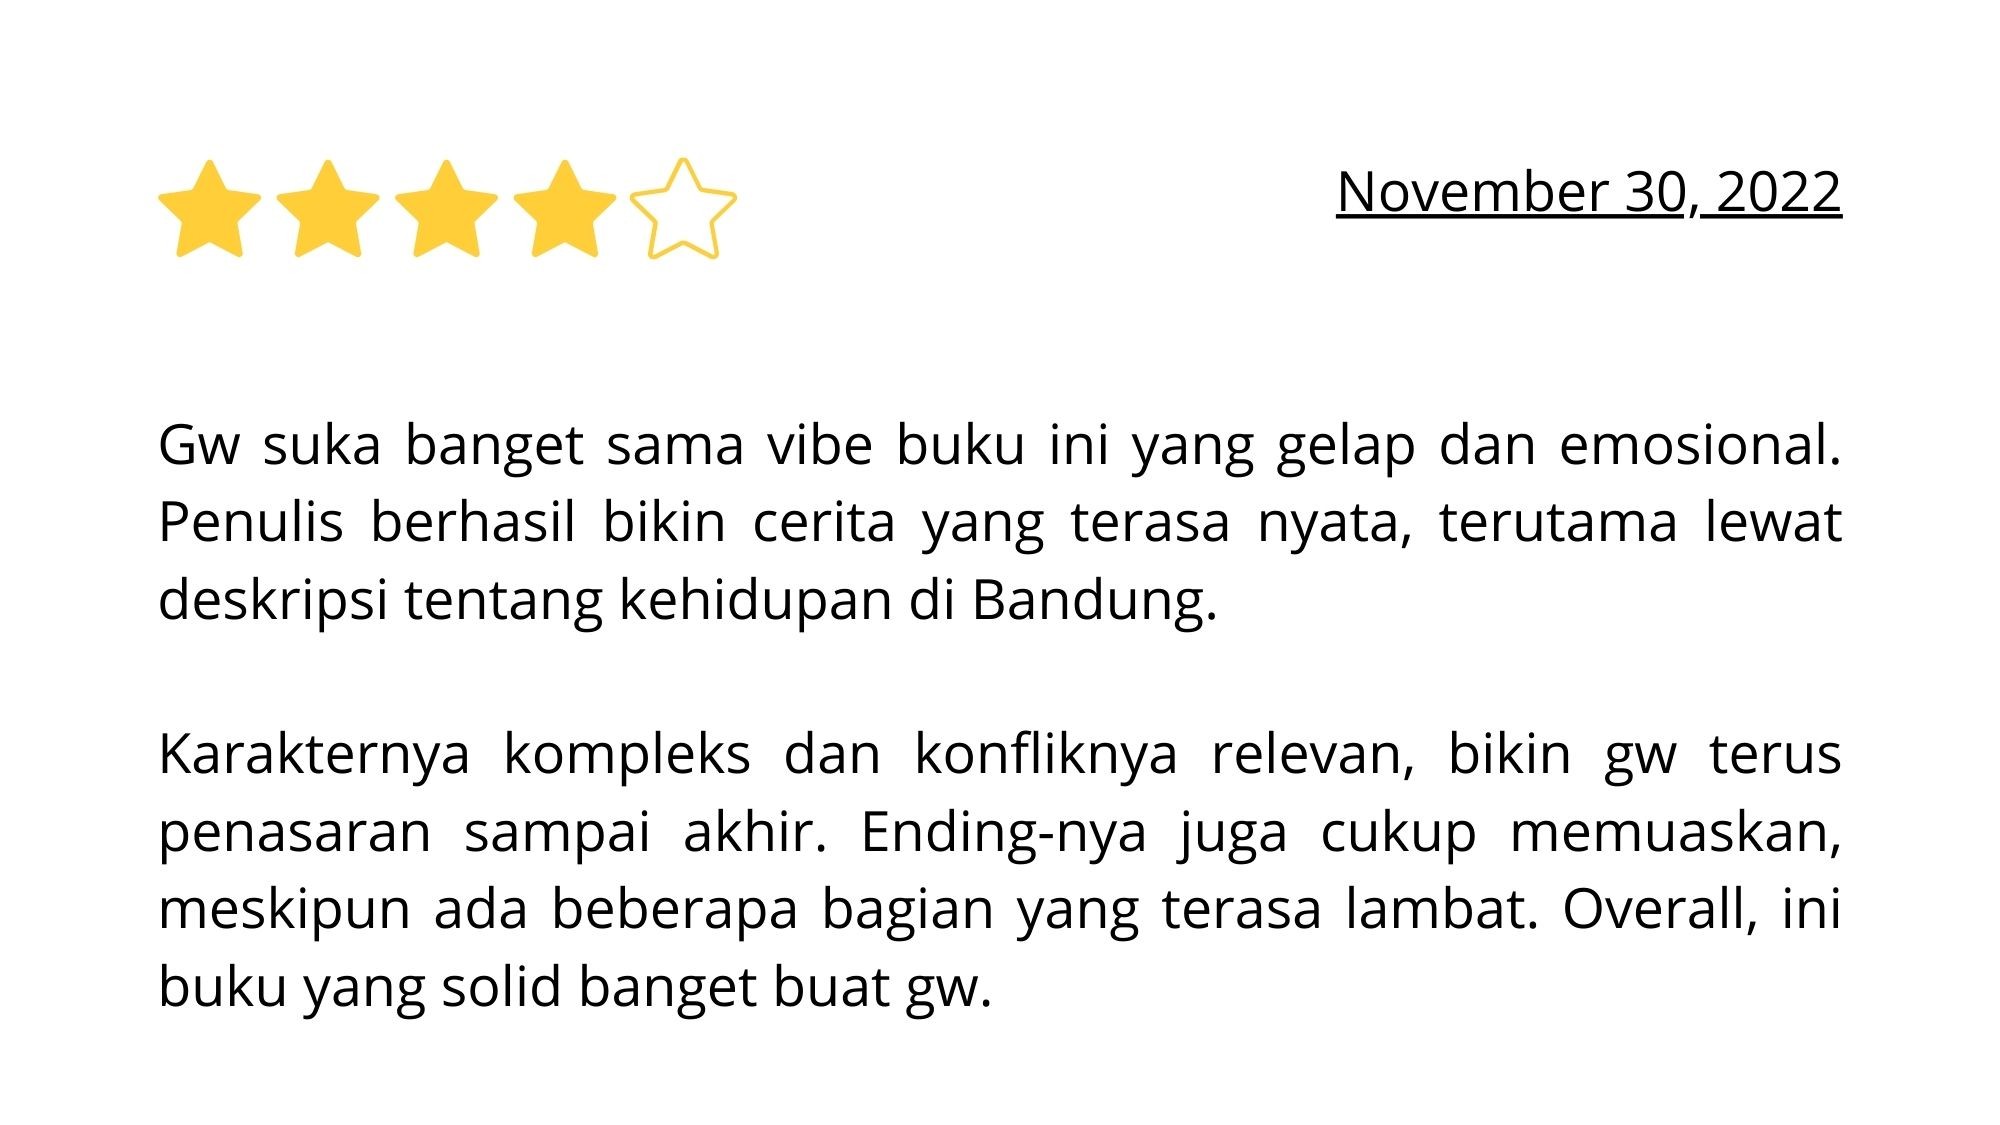 November 30, 2022
Gw suka banget sama vibe buku ini yang gelap dan emosional.
Penulis berhasil bikin cerita yang terasa nyata, terutama lewat
deskripsi tentang kehidupan di Bandung.
Karakternya kompleks dan konfliknya relevan, bikin gw terus
penasaran sampai akhir. Ending-nya juga cukup memuaskan,
meskipun ada beberapa bagian yang terasa lambat. Overall, ini
buku yang solid banget buat gw.